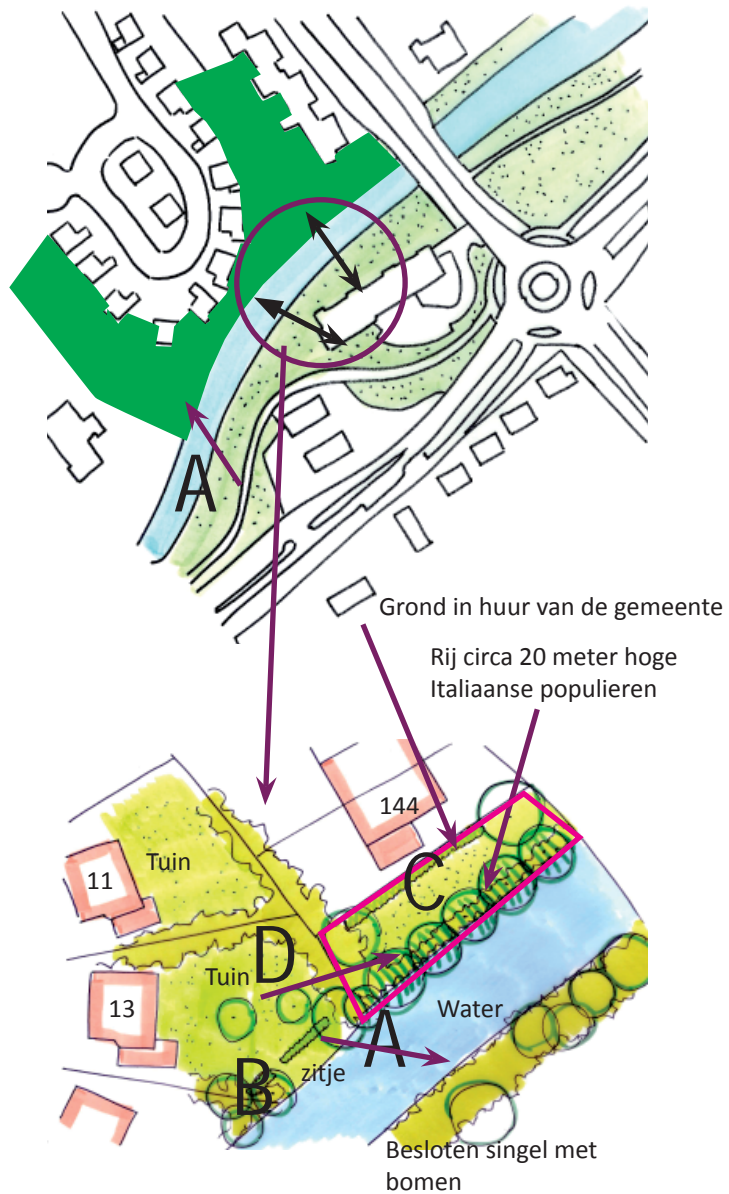 A
Grond in huur van de gemeente
Rij circa 20 meter hoge
Italiaanse populieren
144
11
Tuin
C
D
Tuin
13
Water
A
B
zitje
Besloten singel met
bomen